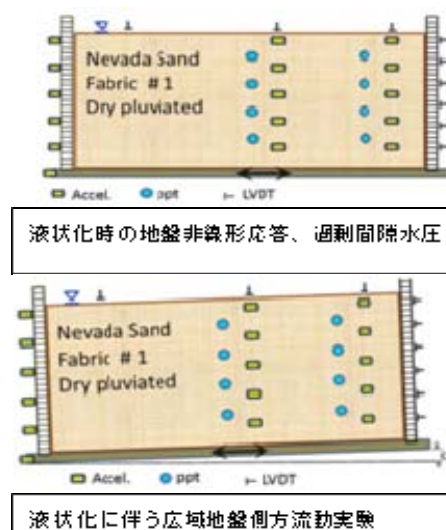 Nevada Sand
Fabric # 1
Dry pluviated
Accel. ppt LVDT
液状化時の地盤非線形応答、過剰間隙水圧
Nevada Sand
Fabric # 1
Dry pluviated
Accel. ppt LVDT
液状化に伴う広域地盤側方流動実験